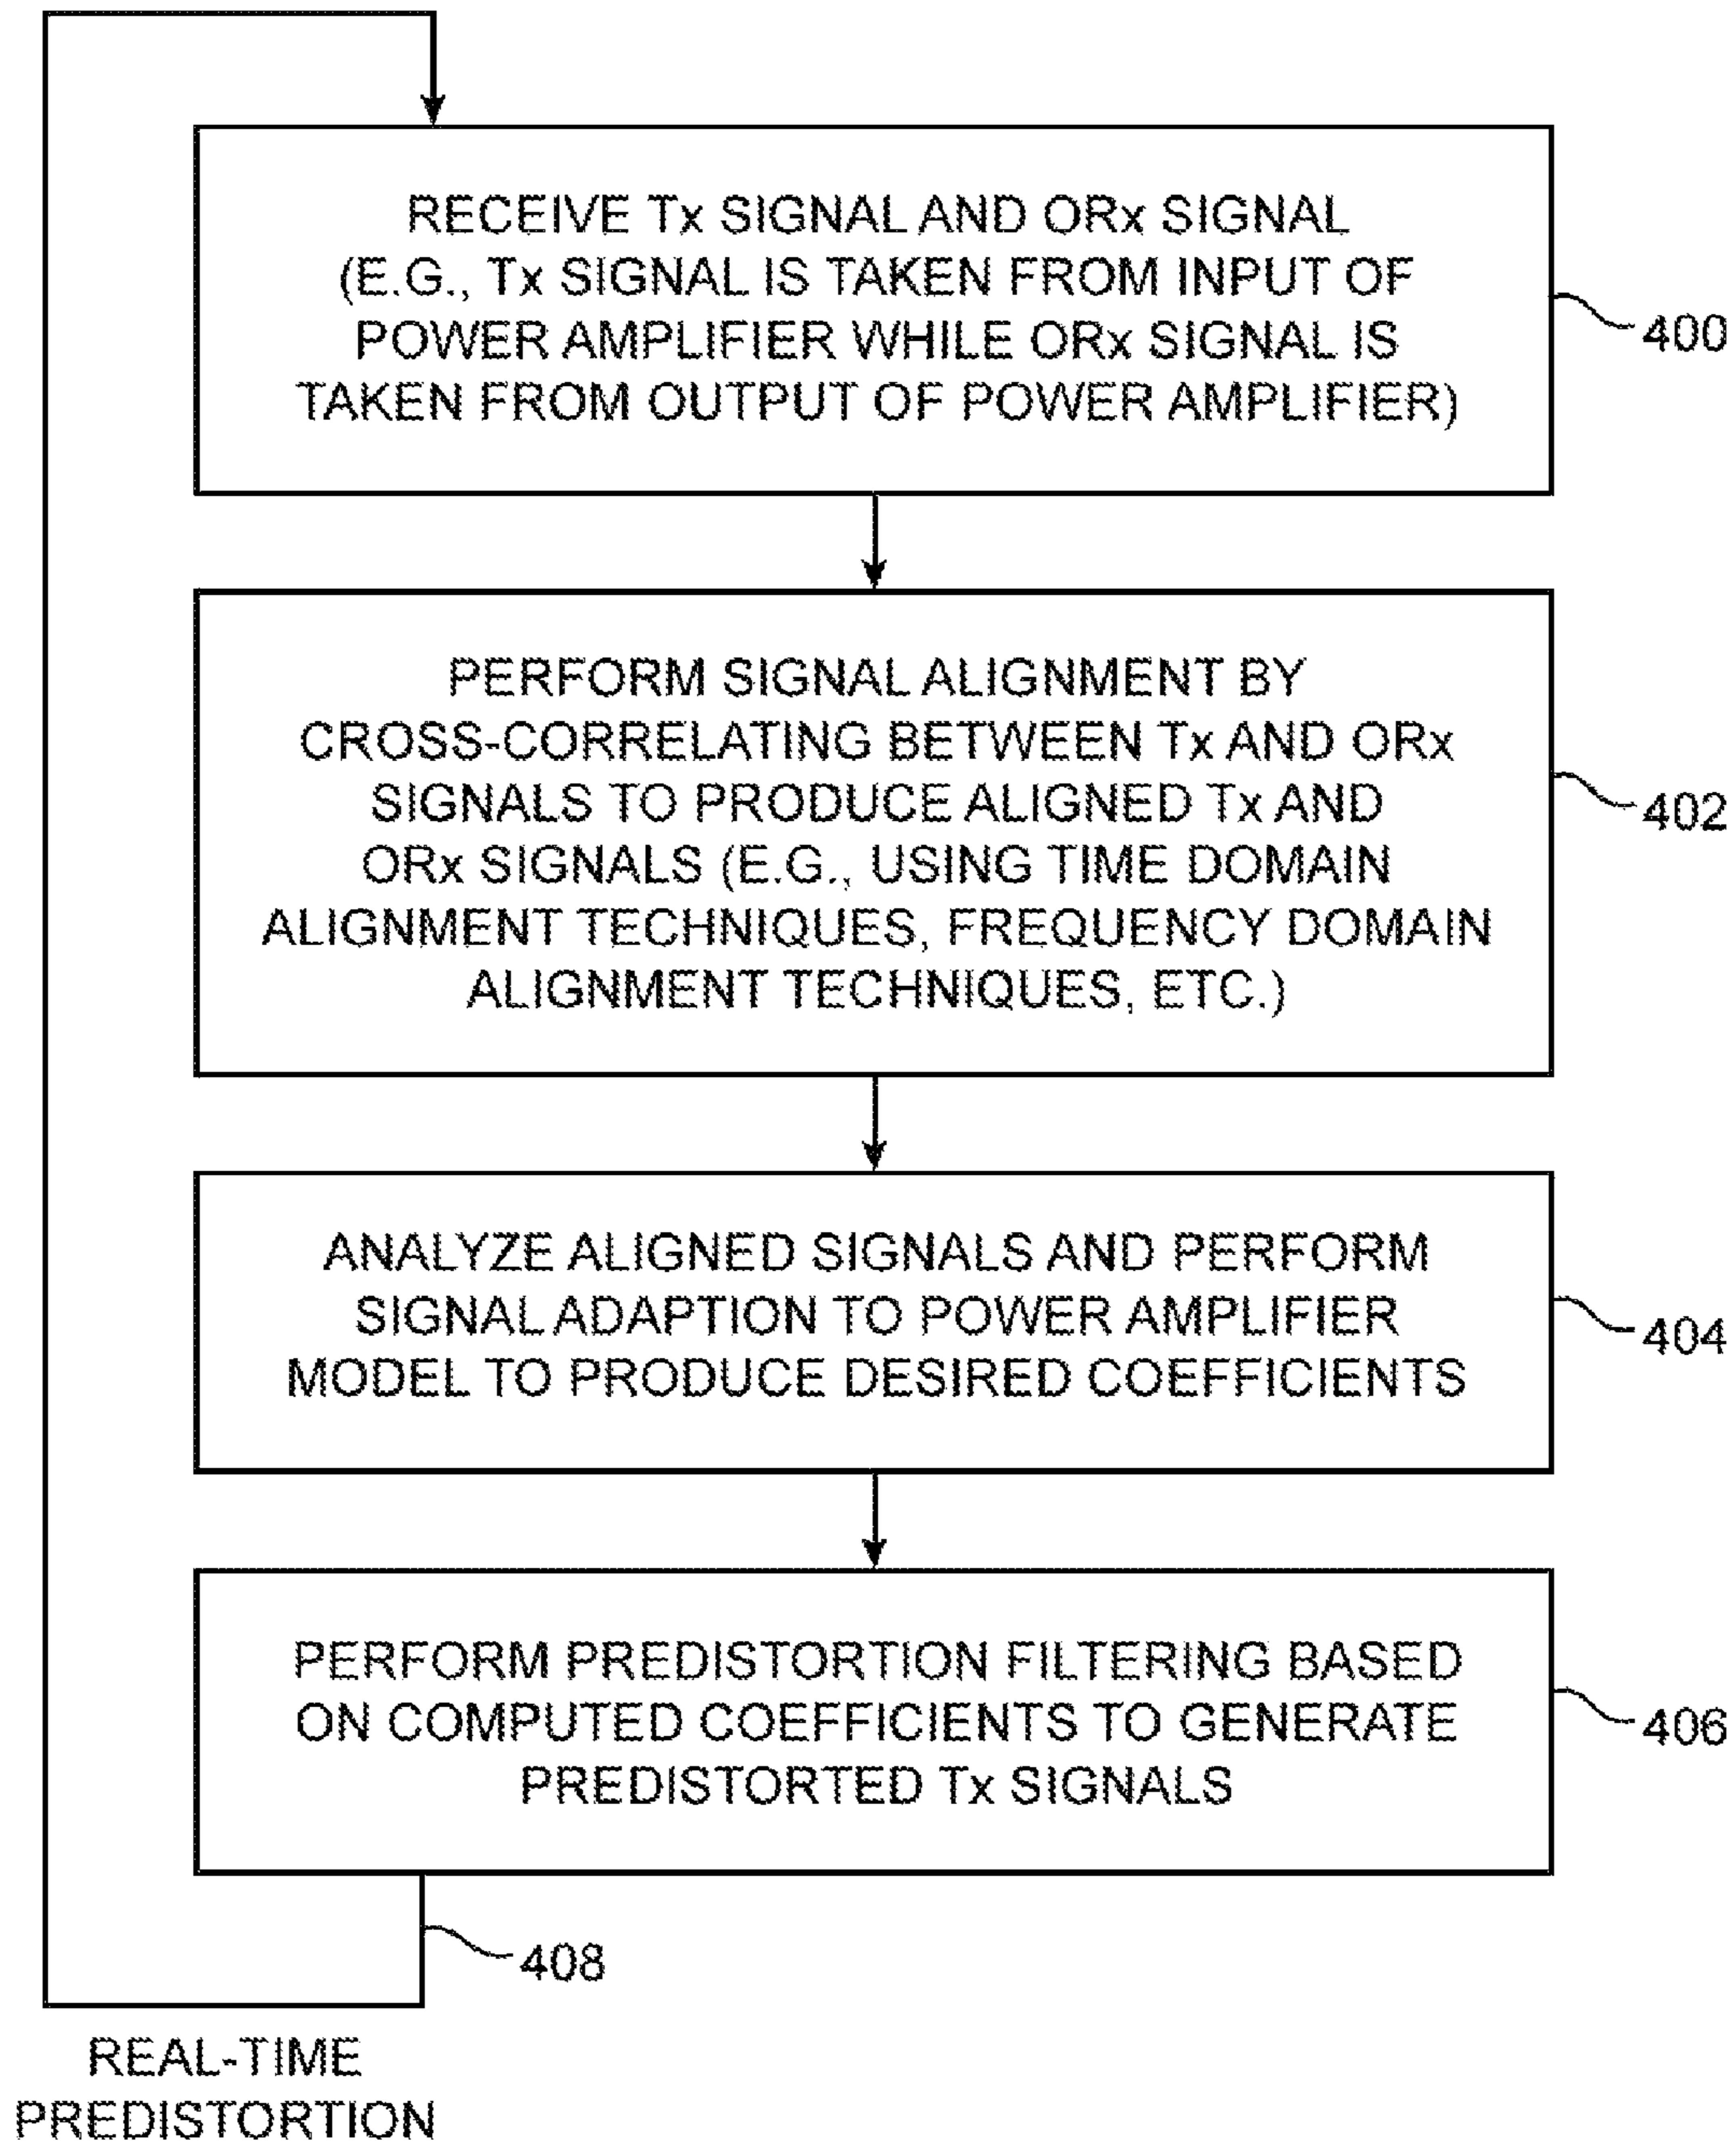 RECEIVE Tx SIGNAL AND ORx SIGNAL
(E.G., Tx SIGNAL IS TAKEN FROM INPUT OF
POWER AMPLIFIER WHILE ORx SIGNAL IS
TAKEN FROM OUTPUT OF POWER AMPLIFIER)
400
PERFORM SIGNAL ALIGNMENT BY
CROSS-CORRELATING BETWEEN Tx AND ORx
SIGNALS TO PRODUCE ALIGNED Tx AND
ORx SIGNALS (E.G., USING TIME DOMAIN
ALIGNMENT TECHNIQUES, FREQUENCY DOMAIN
ALIGNMENT TECHNIQUES, ETC.)
402
ANALYZE ALIGNED SIGNALS AND PERFORM
SIGNAL ADAPTION TO POWER AMPLIFIER
MODEL TO PRODUCE DESIRED COEFFICIENTS
404
PERFORM PREDISTORTION FILTERING BASED
ON COMPUTED COEFFICIENTS TO GENERATE
PREDISTORTED Tx SIGNALS
406
408
REAL-TIME
PREDISTORTION